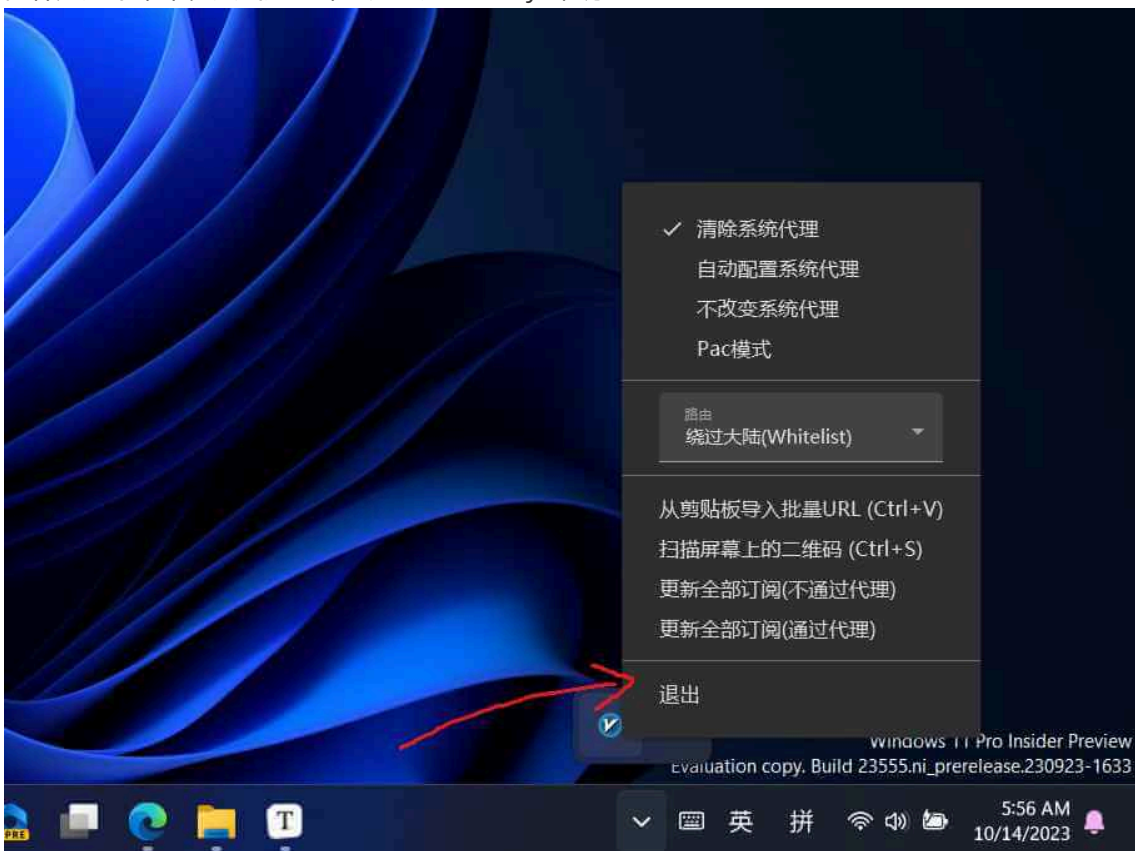 清除系统代理
自动配置系统代理
不改变系统代理
Pac模式
路由
绕过大陆(Whitelist)
从剪贴板导入批量URL (Ctrl+V)
扫描屏幕上的二维码 (Ctrl+S)
更新全部订阅(不通过代理)
更新全部订阅(通过代理)
退出
Windows 11 Pro Insider Preview
Evaluation copy. Build 23555.ni_prerelease.230923-1633
PRE
T
英
拼
5:56 AM
10/14/2023